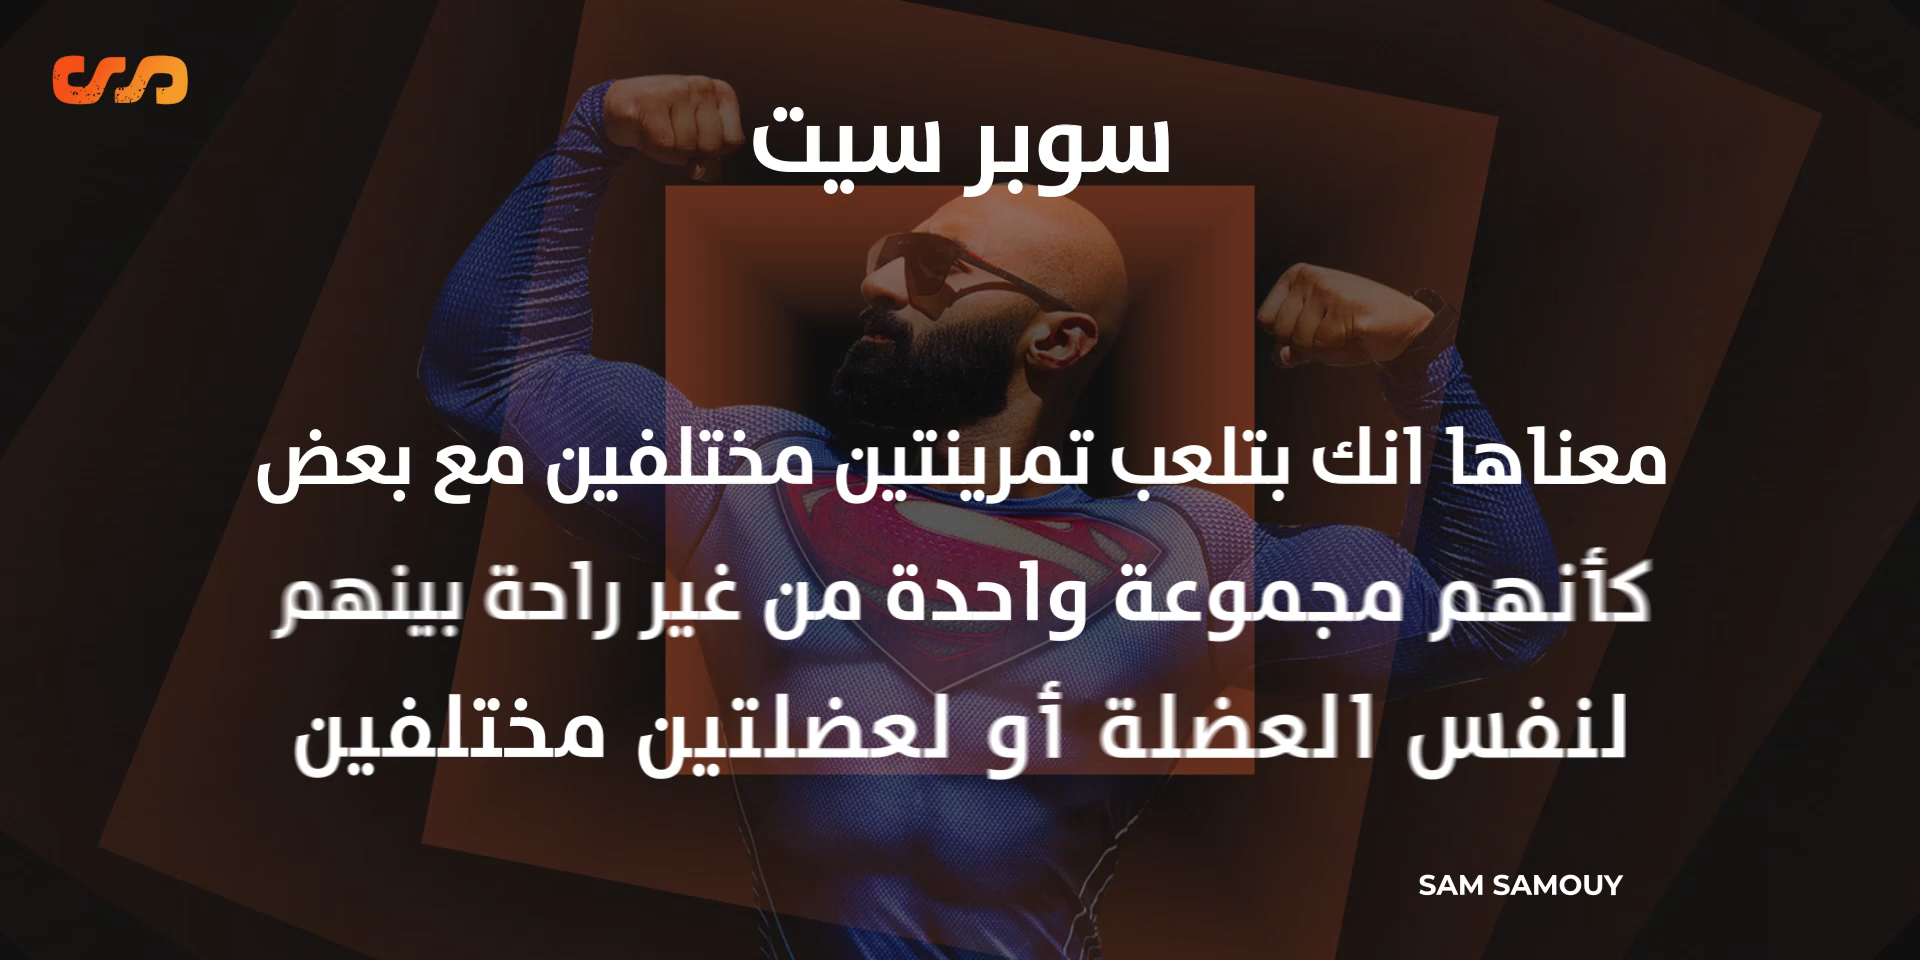 سوبر سيت
معناها انك بتلعب تمرينتين مختلفين مع بعض
كأنهم مجموعة واحدة من غير راحة بينهم
لنفس العضلة أو لعضلتين مختلفين
SAM SAMOUY